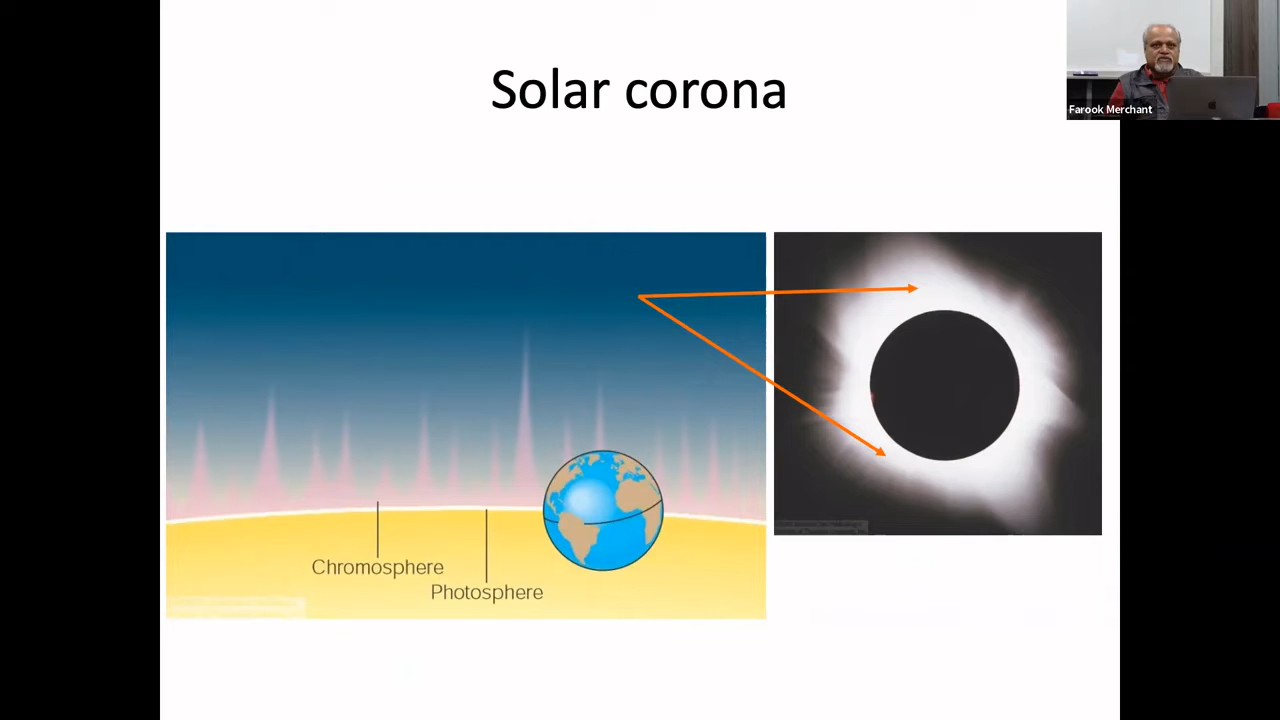 Solar corona
Farook Merchant
Chromosphere
Photosphere